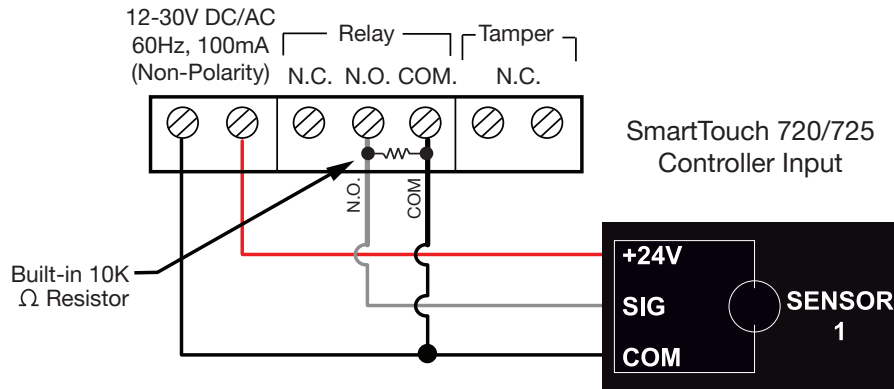 12-30V DC/AC
60Hz, 100mA
(Non-Polarity)
Relay
N.C. N.O. COM.
Tamper
N.C.
SmartTouch 720/725
Controller Input
N.O.
COM
Built-in 10K
Ω Resistor
+24V
SIG
COM
SENSOR
1